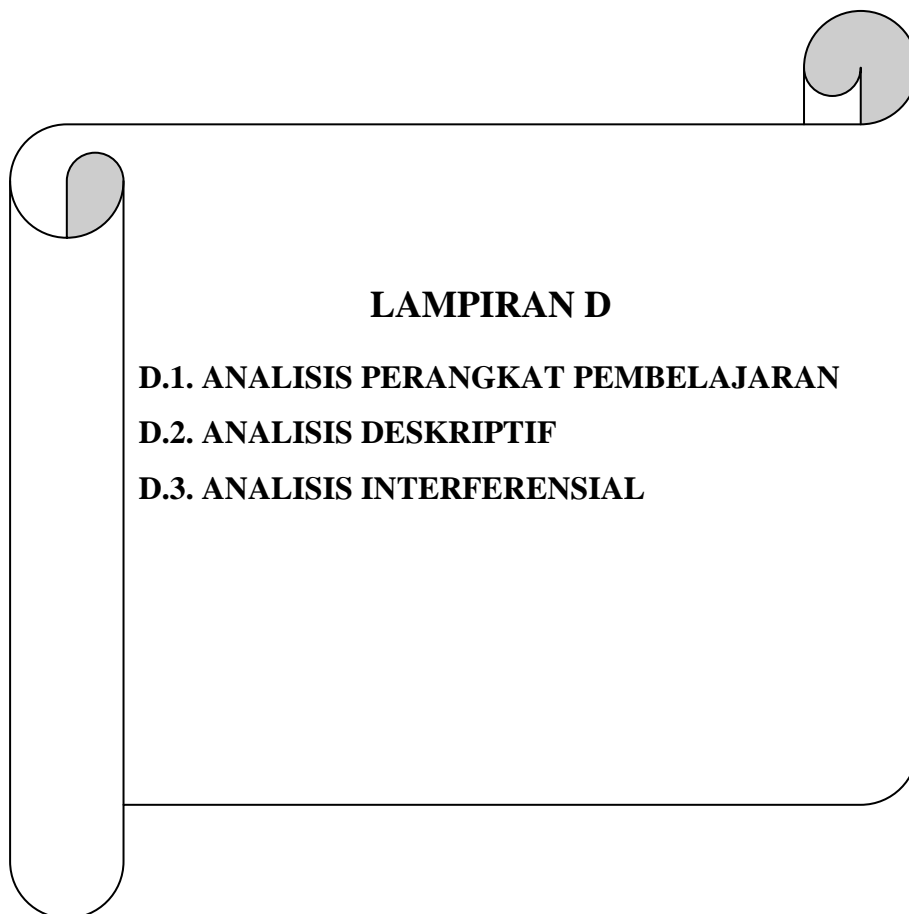 LAMPIRAN D
D.1. ANALISIS PERANGKAT PEMBELAJARAN
D.2. ANALISIS DESKRIPTIF
D.3. ANALISIS INTERFERENSIAL